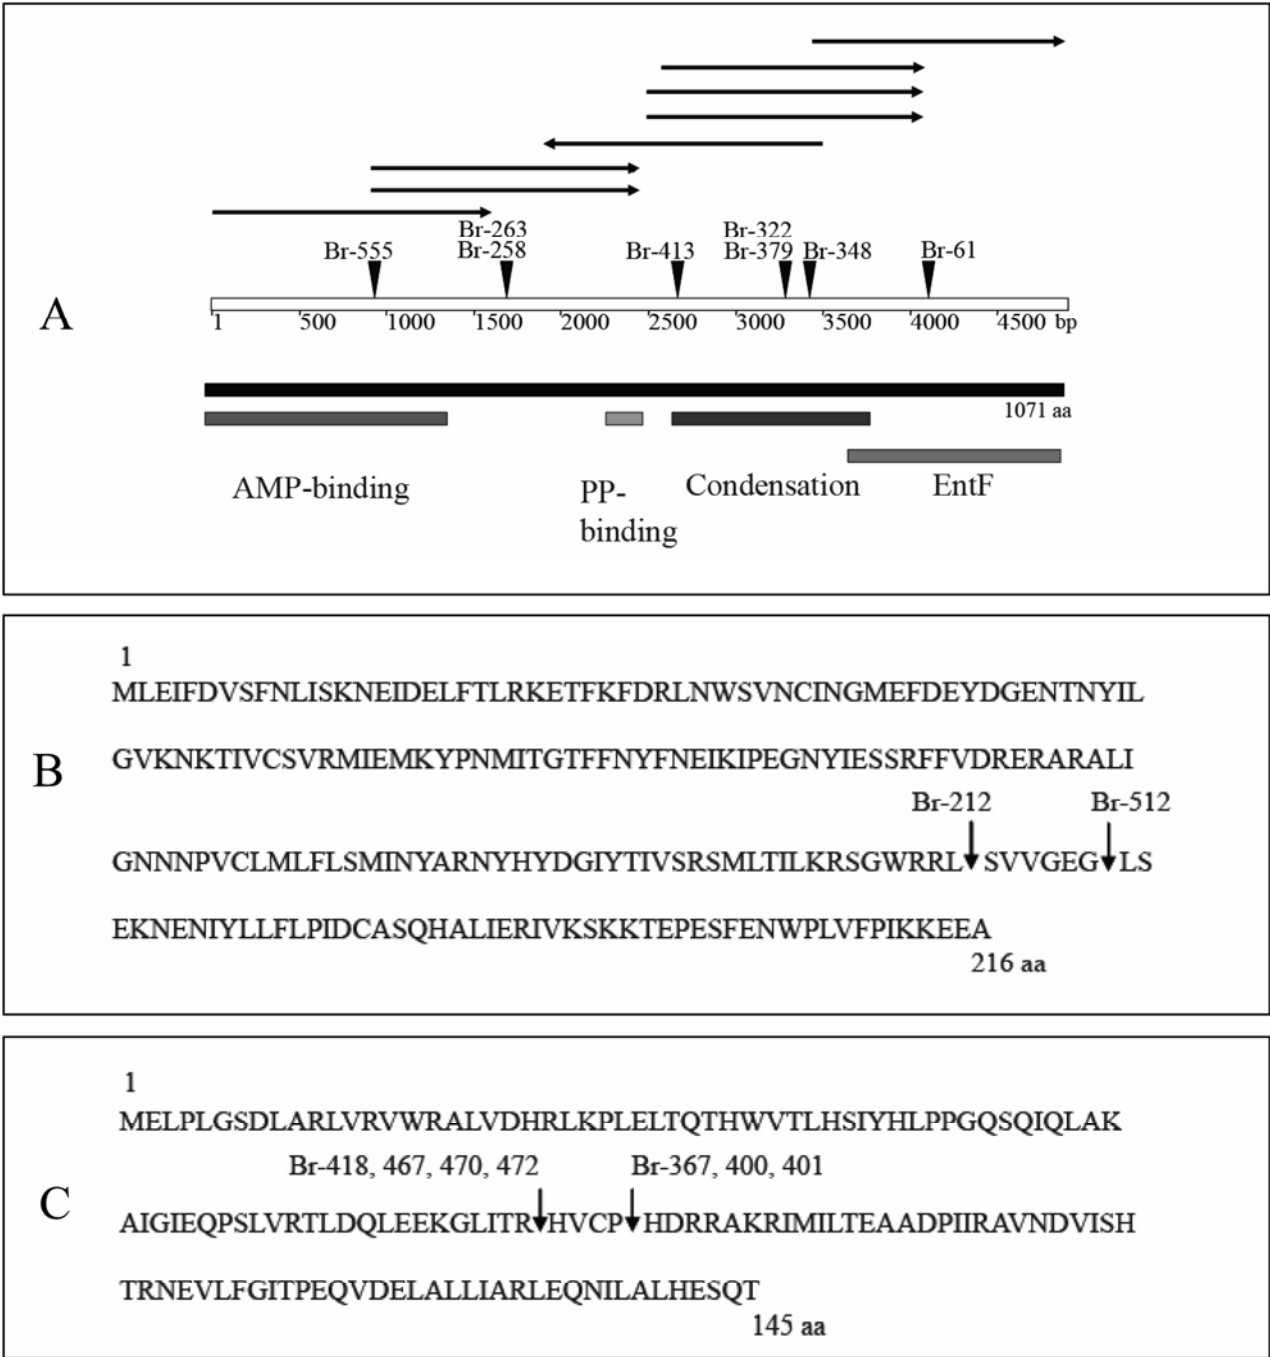 Br-263
Br-322
Br-555
Br-258
Br-413
Br-379
Br-348
Br-61
A
1 500 1000 1500 2000 2500 3000 3500 4000 4500 bp
1071 aa
AMP-binding
PP-
binding
Condensation
EntF
1
MLEIFDVSFNLISKNEIDELFTLRKETFKFDRLNWSVNCINGMEFDEYDGENTNYIL
B
GVKNKTIVCSVRMIEMKYPNMITGTFFNYFNEIKIPEGNYIESSRFFVDRERARALI
Br-212
Br-512
GNNNPVCLMLFLSMINYARNYHYDGIYTIVSRSMLTILKRSGWRRL SVVGEG LS
EKNENIYLLFLPIDCASQHALIERIVKSKKTEPESFENWPLVFPIKKEEA
216 aa
1
MELPLGSDLARLVRVWRALVDHRLKPLELTQTHWVTLHSIYHLPPGQSQIQLAK
Br-418, 467, 470, 472
Br-367, 400, 401
C
AIGIEQPSLVRTLDQLEEKGLITR HVCP HDRRAKRIMILTEAADPIIRAVNDVISH
TRNEVLFGITPEQVDELALLIARLEQNILALHESQT
145 aa